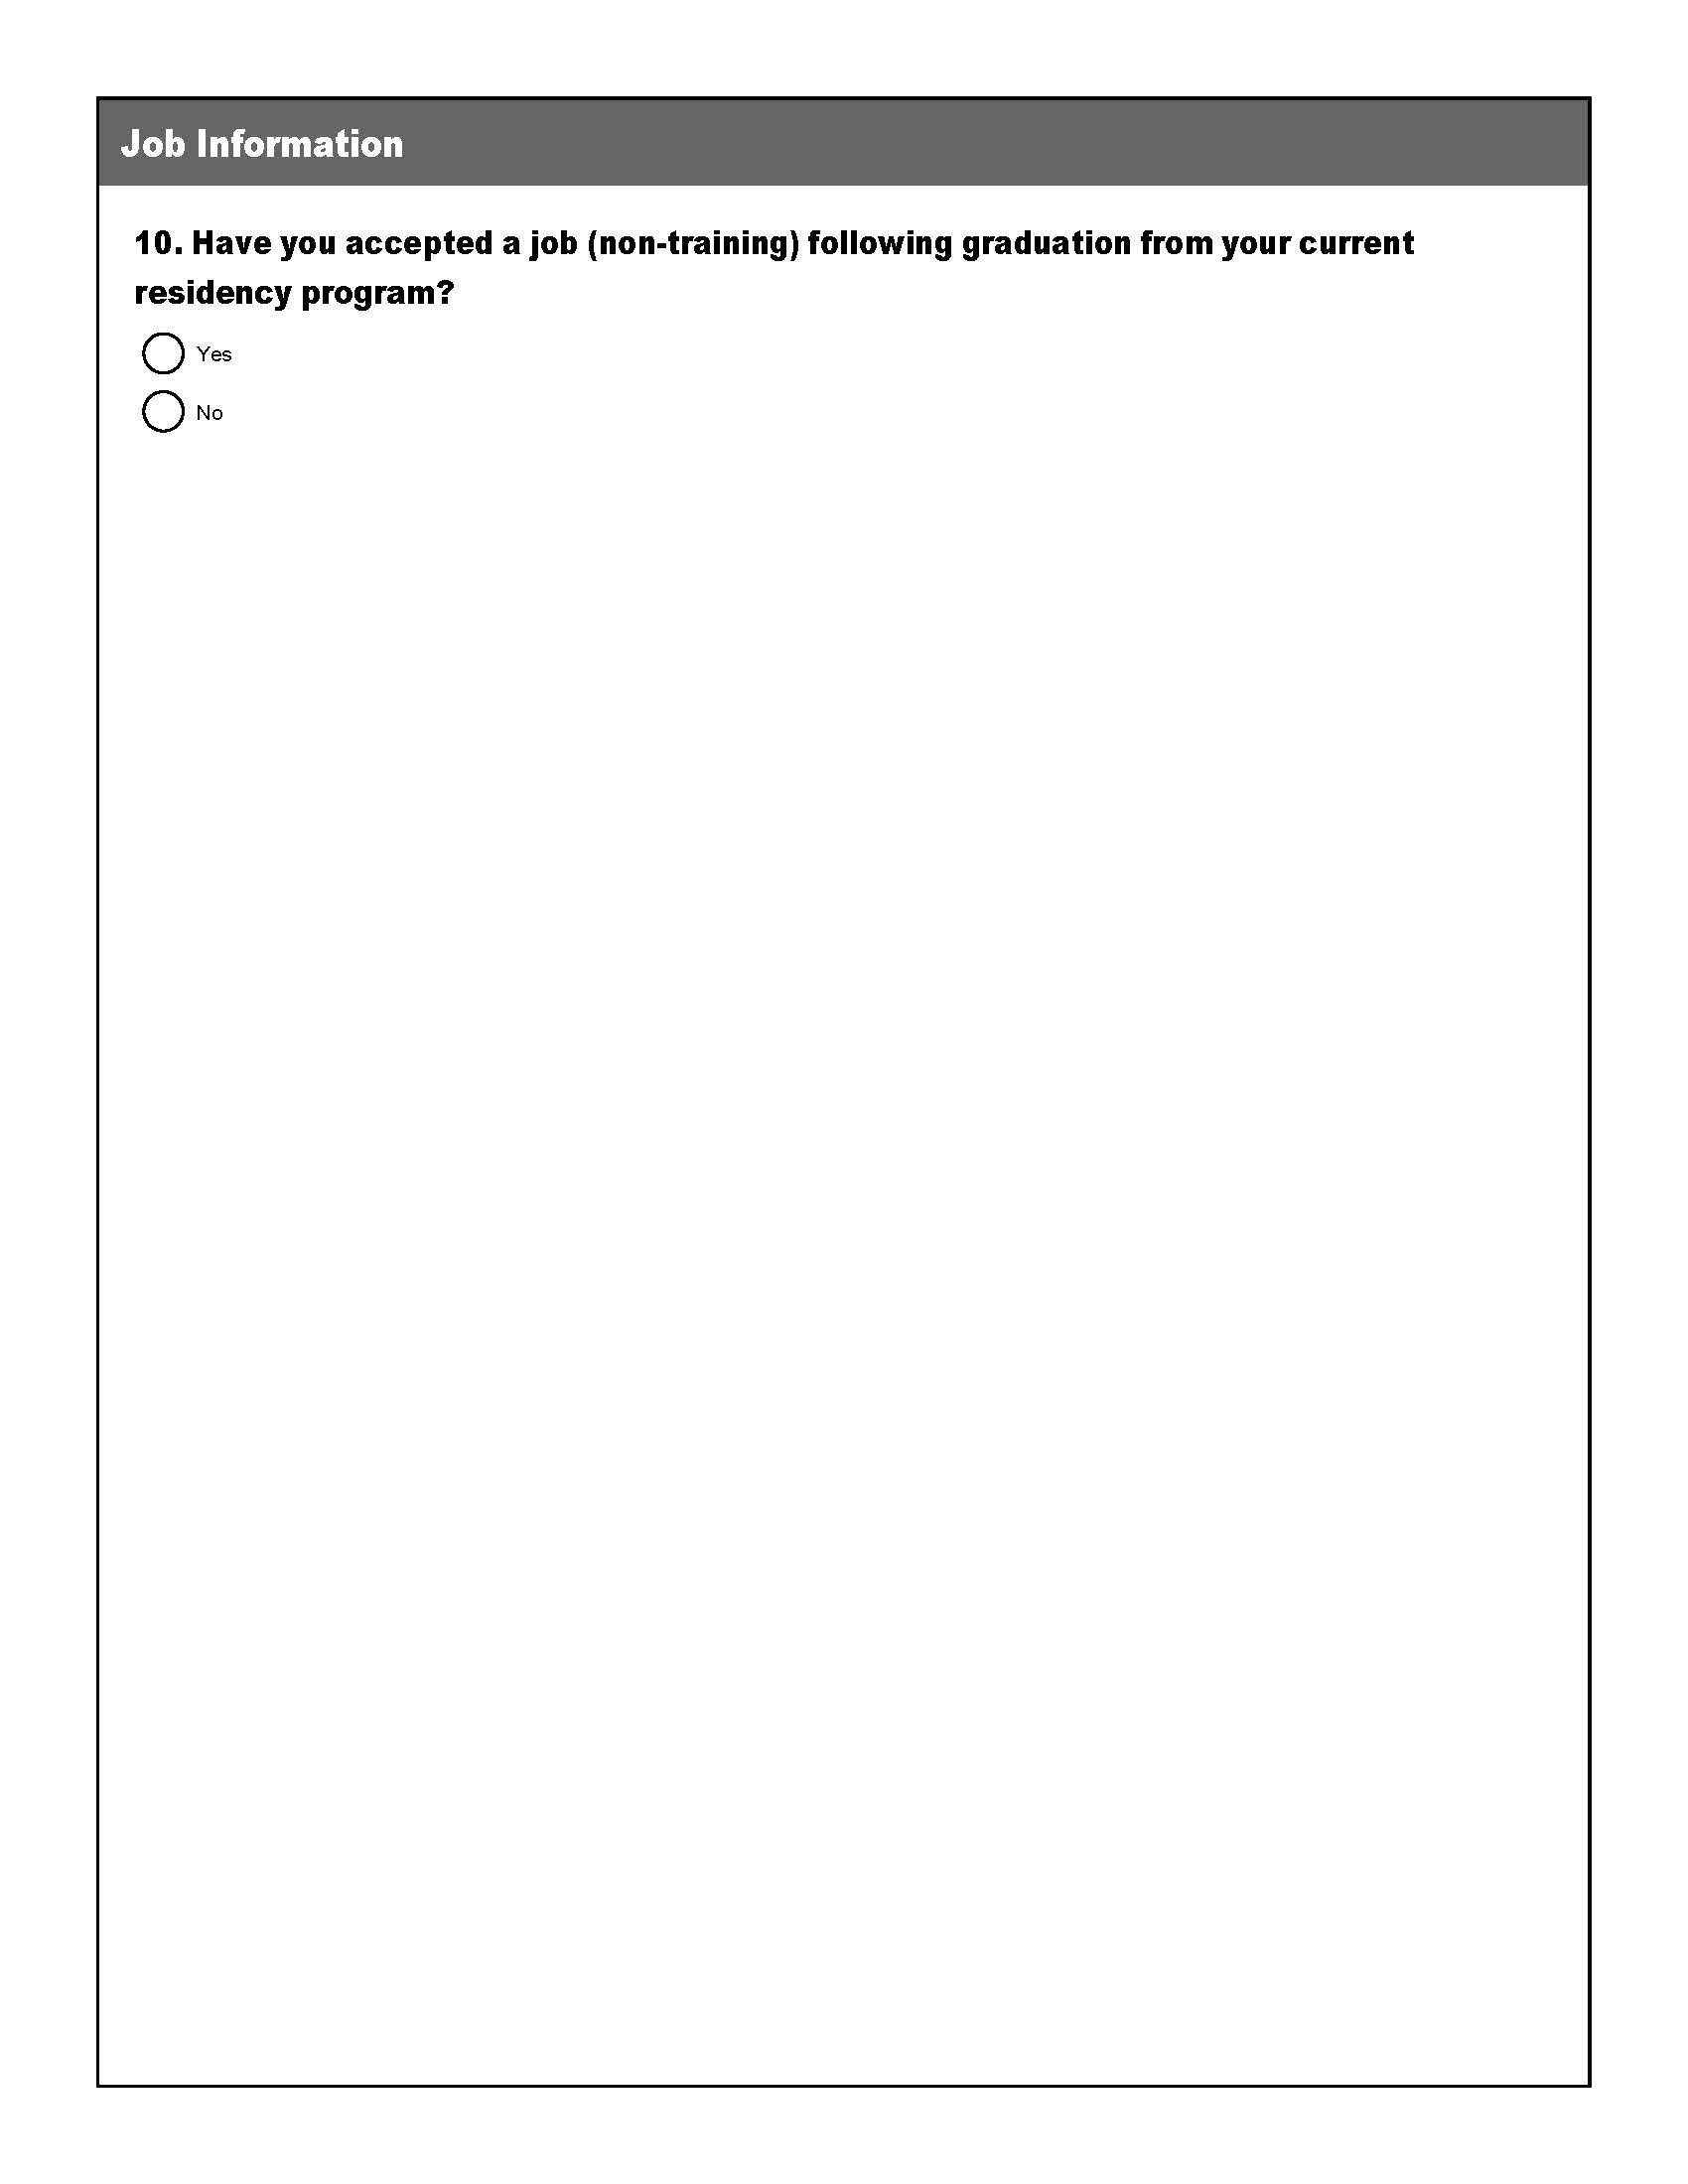 Job Information
10. Have you accepted a job (non-training) following graduation from your current
residency program?
Yes
No